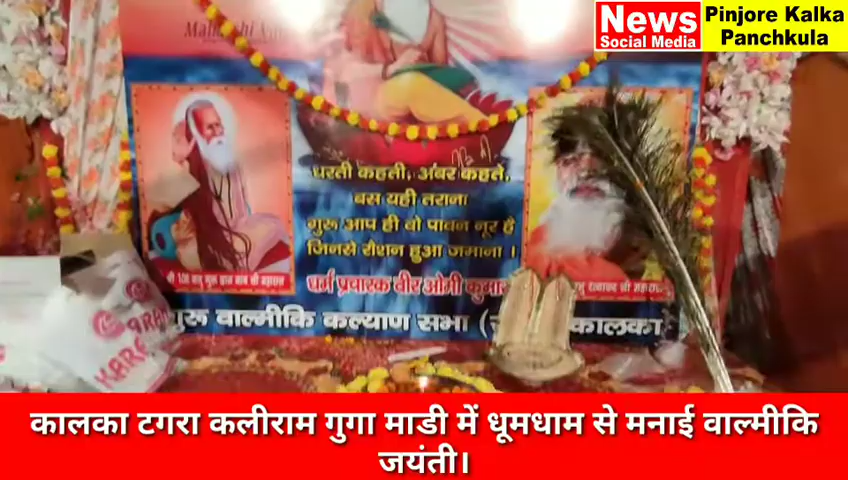 News
Social Media
Pinjore Kalka
Panchkula
धरती कहती, अंबर कहते,
बस यही तराना
गुरू आप ही वो पावन नूर है
जिनसे रौशन हुआ जमाना ।
धर्म प्रचारक वीर ओमी कुमार
गुरू वाल्मीकि कल्याण सभा ( कालका
कालका टगरा कलीराम गुगा माडी में धूमधाम से मनाई वाल्मीकि
जयंती।